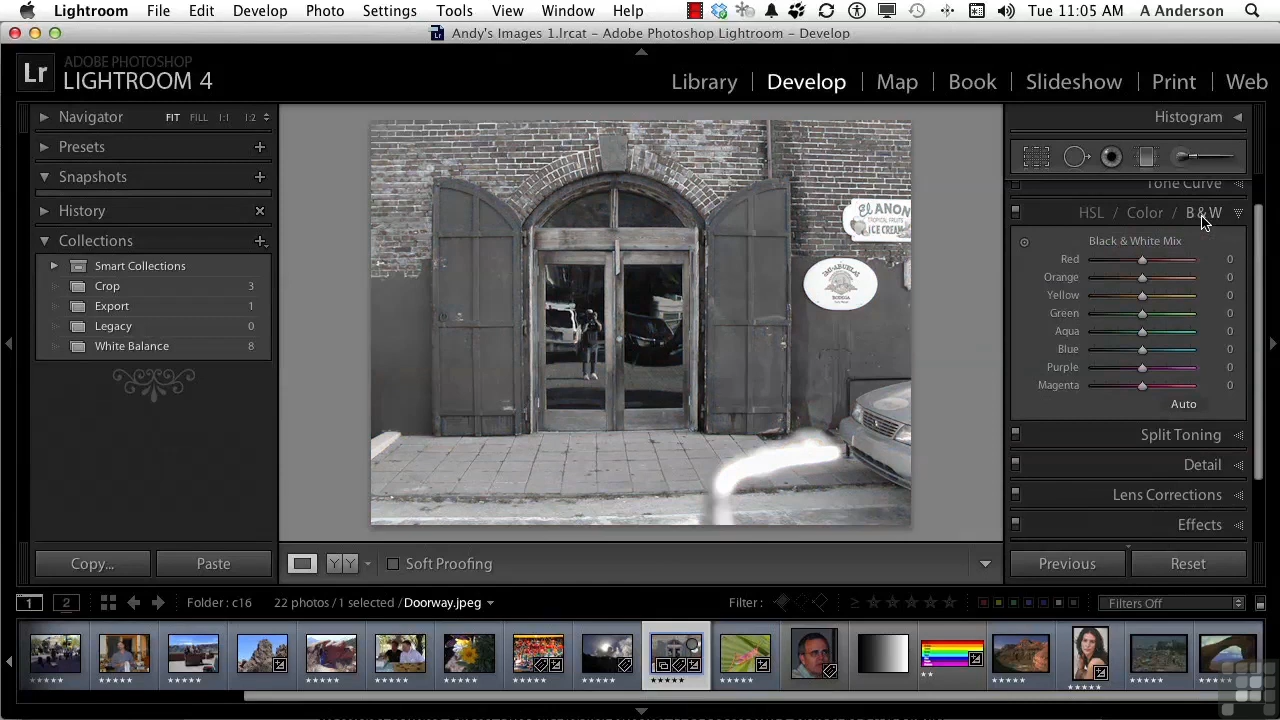 Lightroom File Edit Develop Photo Settings Tools View Window Help Tue 11:05 AM A Anderson
Andy's Images 1.lrcat - Adobe Photoshop Lightroom - Develop
Lr ADOBE PHOTOSHOP
LIGHTROOM 4
Library Develop Map Book Slideshow Print Web
Navigator FIT FILL 1:1 1:2
Presets
Snapshots
History
Collections
Smart Collections
Crop 3
Export 1
Legacy 0
White Balance 8
Copy... Paste
EL ANON
TROPICAL FRUITS
ICE CREAM
BODEGA
Soft Proofing
Histogram
Tone Curve
HSL / Color / B & W
Black & White Mix
Red 0
Orange 0
Yellow 0
Green 0
Aqua 0
Blue 0
Purple 0
Magenta 0
Auto
Split Toning
Detail
Lens Corrections
Effects
Previous Reset
1 2 Folder : c16 22 photos / 1 selected / Doorway.jpeg Filter : Filters Off